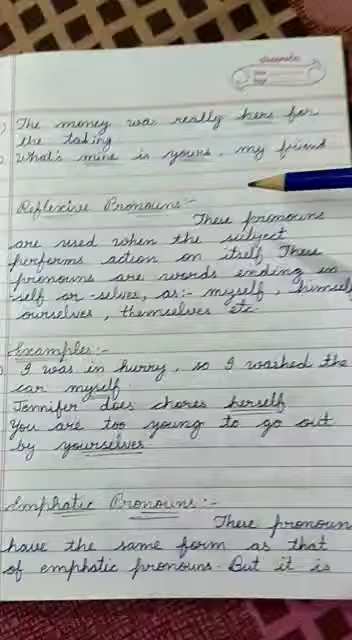 The money was really hers for
the taking
What's mine is yours, my friend
Reflexive Pronouns:-
These pronouns
are used when the subject
performs action on itself These
pronouns are words ending in
-self or -selves, as:- myself, himself
ourselves, themselves etc.
Examples:-
I was in hurry, so I washed the
car myself.
Jennifer does chores herself
You are too young to go out
by yourselves
Emphatic Pronouns:-
These pronoun
have the same form as that
of emphatic pronouns. But it is